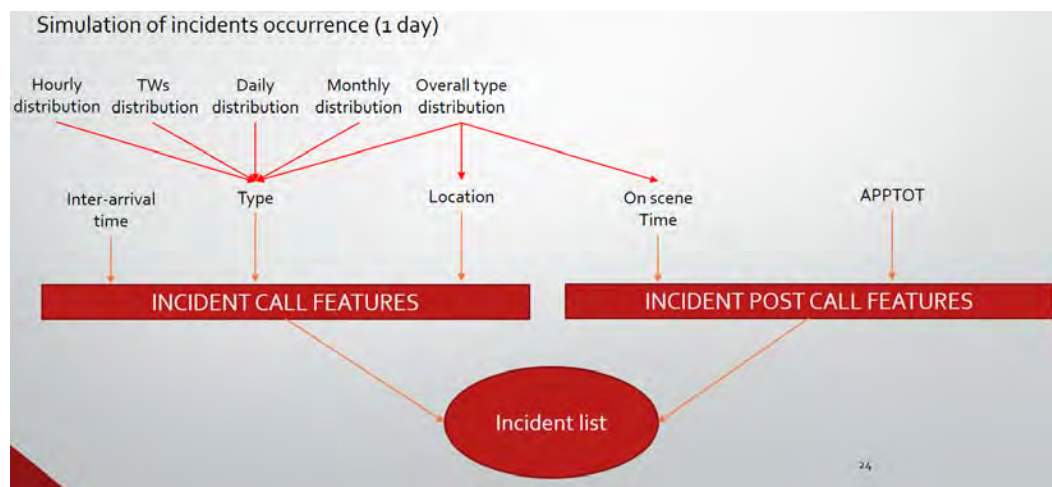 Simulation of incidents occurrence (1 day)
Hourly
distribution
TWs
distribution
Daily
distribution
Monthly
distribution
Overall type
distribution
Inter-arrival
time
Type
Location
On scene
Time
APPTOT
INCIDENT CALL FEATURES
INCIDENT POST CALL FEATURES
Incident list
24